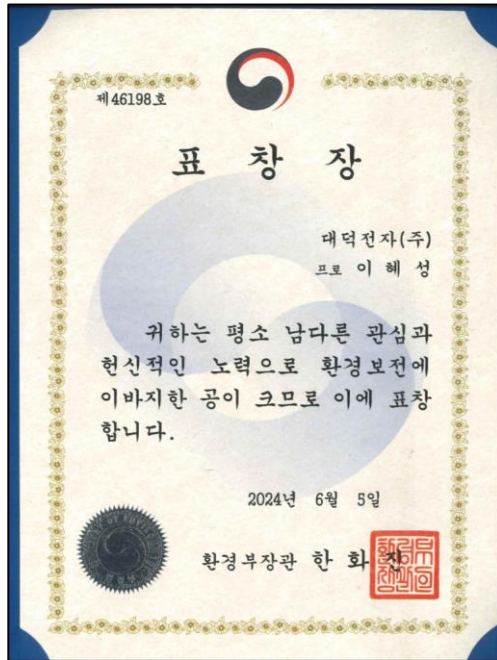 제46198호
표 창 장
대덕전자(주)
프로 이 혜 성
귀하는 평소 남다른 관심과
헌신적인 노력으로 환경보전에
이바지한 공이 크므로 이에 표창
합니다.
2024년 6월 5일
환경부장관 한 화 진